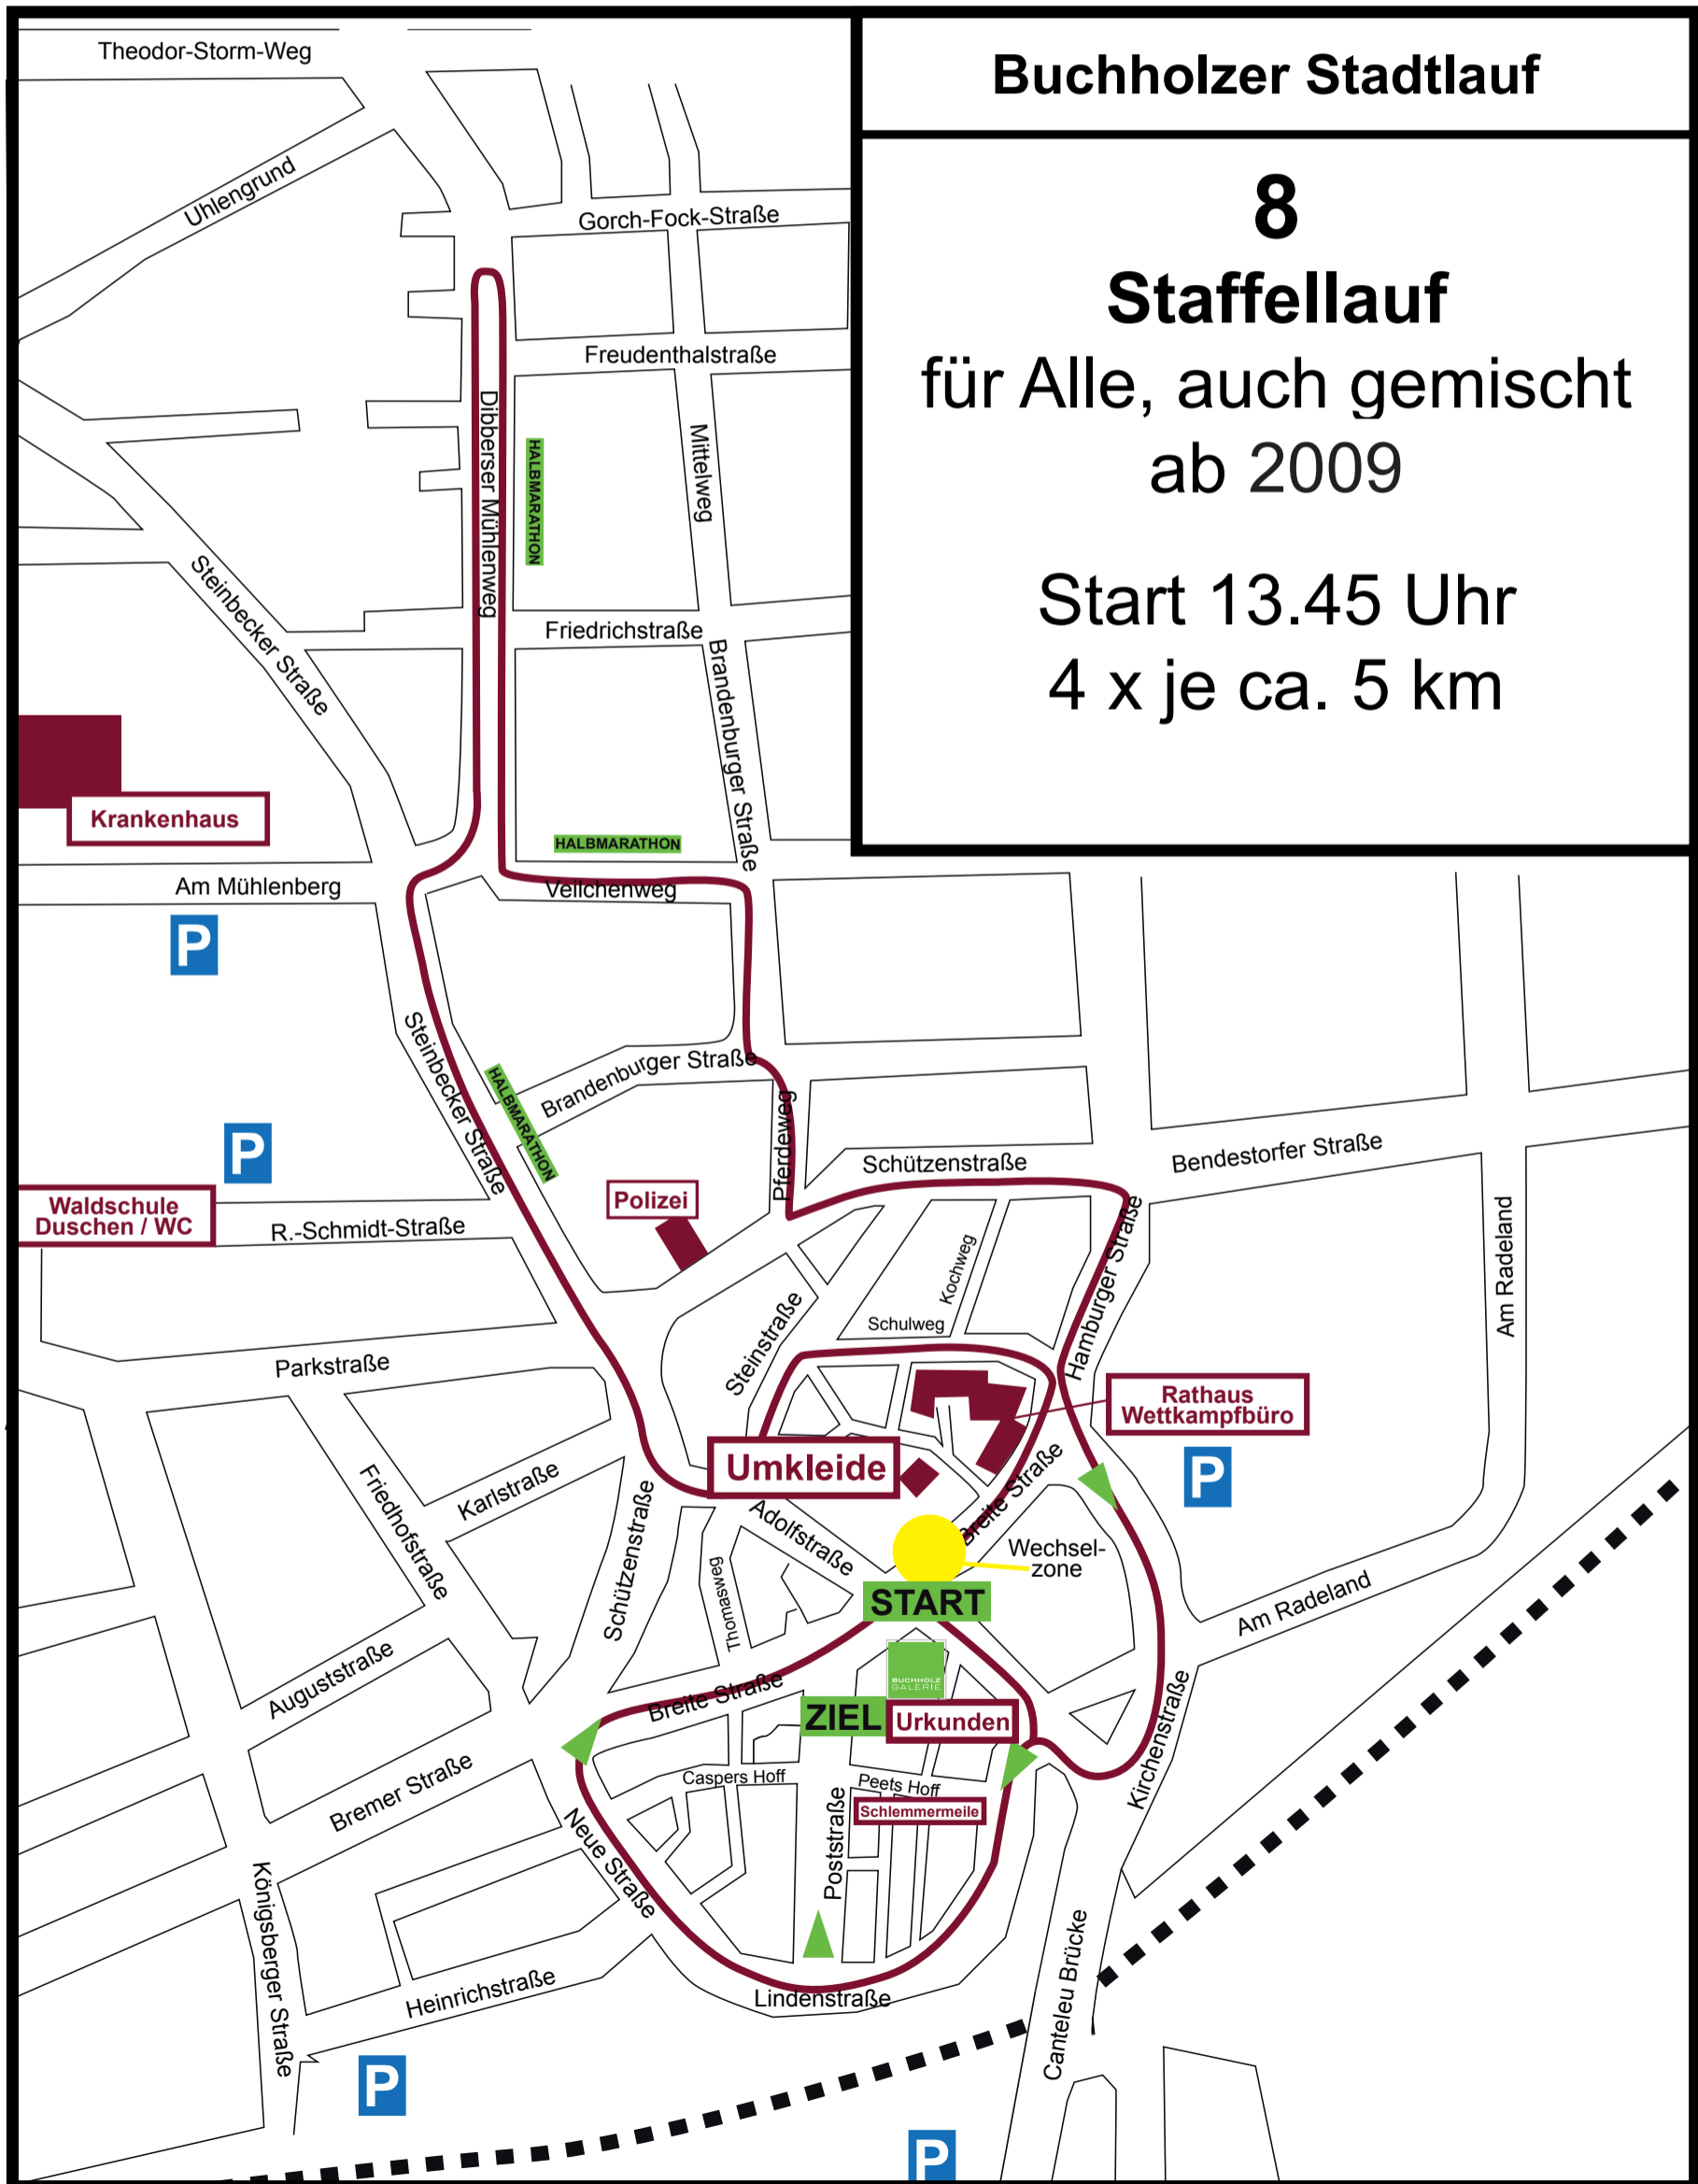 Buchholzer Stadtlauf
8
Staffellauf
für Alle, auch gemischt
ab 2009
Start 13.45 Uhr
4 x je ca. 5 km
Theodor-Storm-Weg
Uhlengrund
Gorch-Fock-Straße
Freudenthalstraße
Dibberser Mühlenweg
HALBMARATHON
Mittelweg
Steinbecker Straße
Friedrichstraße
Brandenburger Straße
Krankenhaus
HALBMARATHON
Am Mühlenberg
Veilchenweg
P
Steinbecker Straße
HALBMARATHON
Brandenburger Straße
Pferdeweg
P
Schützenstraße
Bendestorfer Straße
Waldschule
Duschen / WC
R.-Schmidt-Straße
Polizei
Kochweg
Hamburger Straße
Am Radeland
Schulweg
Steinstraße
Parkstraße
Rathaus
Wettkampfbüro
Umkleide
P
Friedhofstraße
Karlstraße
Schützenstraße
Adolfstraße
Breite Straße
Wechsel-
zone
Thomasweg
START
Am Radeland
Auguststraße
BUCHHOLZ
GALERIE
Breite Straße
ZIEL
Urkunden
Kirchenstraße
Bremer Straße
Caspers Hoff
Peets Hoff
Schlemmermeile
Neue Straße
Poststraße
Königsberger Straße
Heinrichstraße
Lindenstraße
Canteleu Brücke
P
P